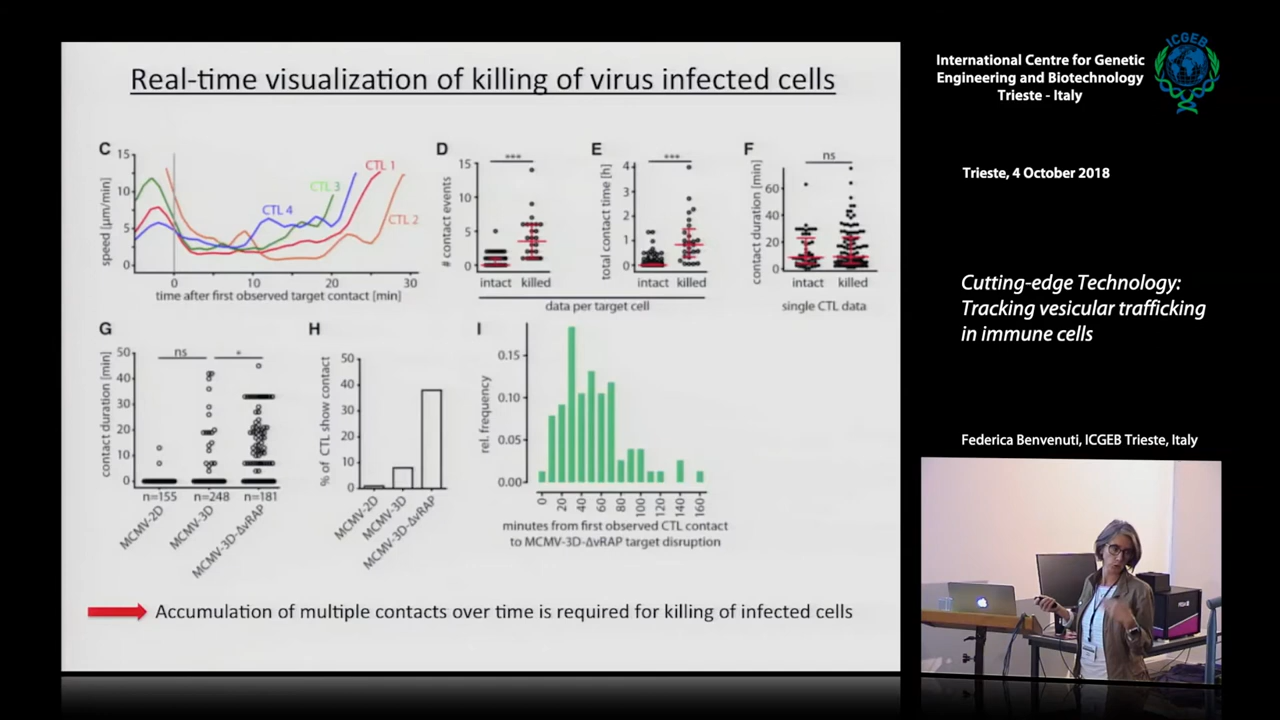 Real-time visualization of killing of virus infected cells
C
speed [µm/min]
15
10
5
0
CTL 1
CTL 3
CTL 4
CTL 2
0
10
20
30
time after first observed target contact [min]
D
# contact events
15
10
5
0
***
intact
killed
E
total contact time [h]
4
3
2
1
0
***
intact
killed
data per target cell
F
contact duration [min]
60
40
20
0
ns
intact
killed
single CTL data
G
contact duration [min]
50
40
30
20
10
0
ns
*
n=155
n=248
n=181
MCMV-2D
MCMV-3D
MCMV-3D-ΔvRAP
H
% of CTL show contact
50
40
30
20
10
0
MCMV-2D
MCMV-3D
MCMV-3D-ΔvRAP
I
rel. frequency
0.15
0.10
0.05
0.00
0
20
40
60
80
100
120
140
160
minutes from first observed CTL contact
to MCMV-3D-ΔvRAP target disruption
Accumulation of multiple contacts over time is required for killing of infected cells
International Centre for Genetic
Engineering and Biotechnology
Trieste - Italy
ICGEB
Trieste, 4 October 2018
Cutting-edge Technology:
Tracking vesicular trafficking
in immune cells
Federica Benvenuti, ICGEB Trieste, Italy